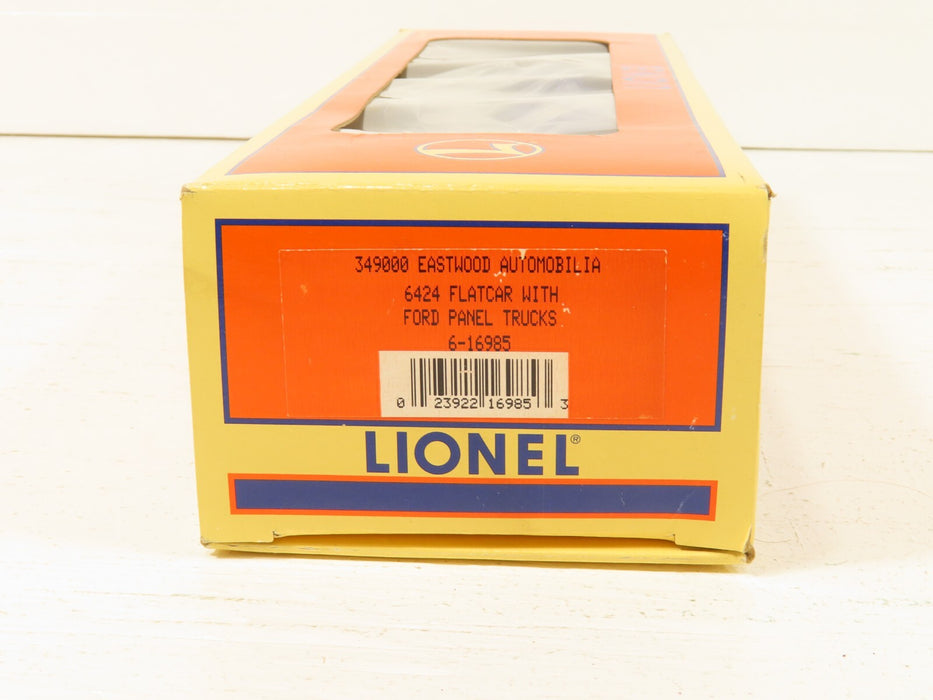 349000 EASTWOOD AUTOMOBILIA
6424 FLATCAR WITH
FORD PANEL TRUCKS
6-16985
0 23922 16985 3
LIONEL®